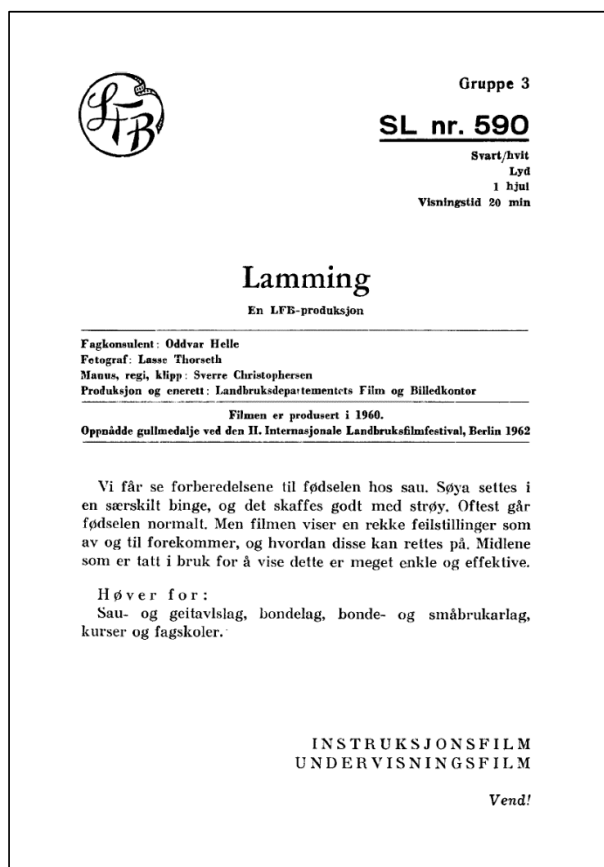 LFB
Gruppe 3
SL nr. 590
Svart/hvit
Lyd
1 hjul
Visningstid 20 min
Lamming
En LFB-produksjon
Fagkonsulent: Oddvar Helle
Fotograf: Lasse Thorseth
Manus, regi, klipp: Sverre Christophersen
Produksjon og enerett: Landbruksdepartementets Film og Billedkontor
Filmen er produsert i 1960.
Oppnådde gullmedalje ved den II. Internasjonale Landbruksfilmfestival, Berlin 1962
Vi får se forberedelsene til fødselen hos sau. Søya settes i
en særskilt binge, og det skaffes godt med strøy. Oftest går
fødselen normalt. Men filmen viser en rekke feilstillinger som
av og til forekommer, og hvordan disse kan rettes på. Midlene
som er tatt i bruk for å vise dette er meget enkle og effektive.
Høver for:
Sau- og geitavlslag, bondelag, bonde- og småbrukarlag,
kurser og fagskoler.
INSTRUKSJONSFILM
UNDERVISNINGSFILM
Vend!